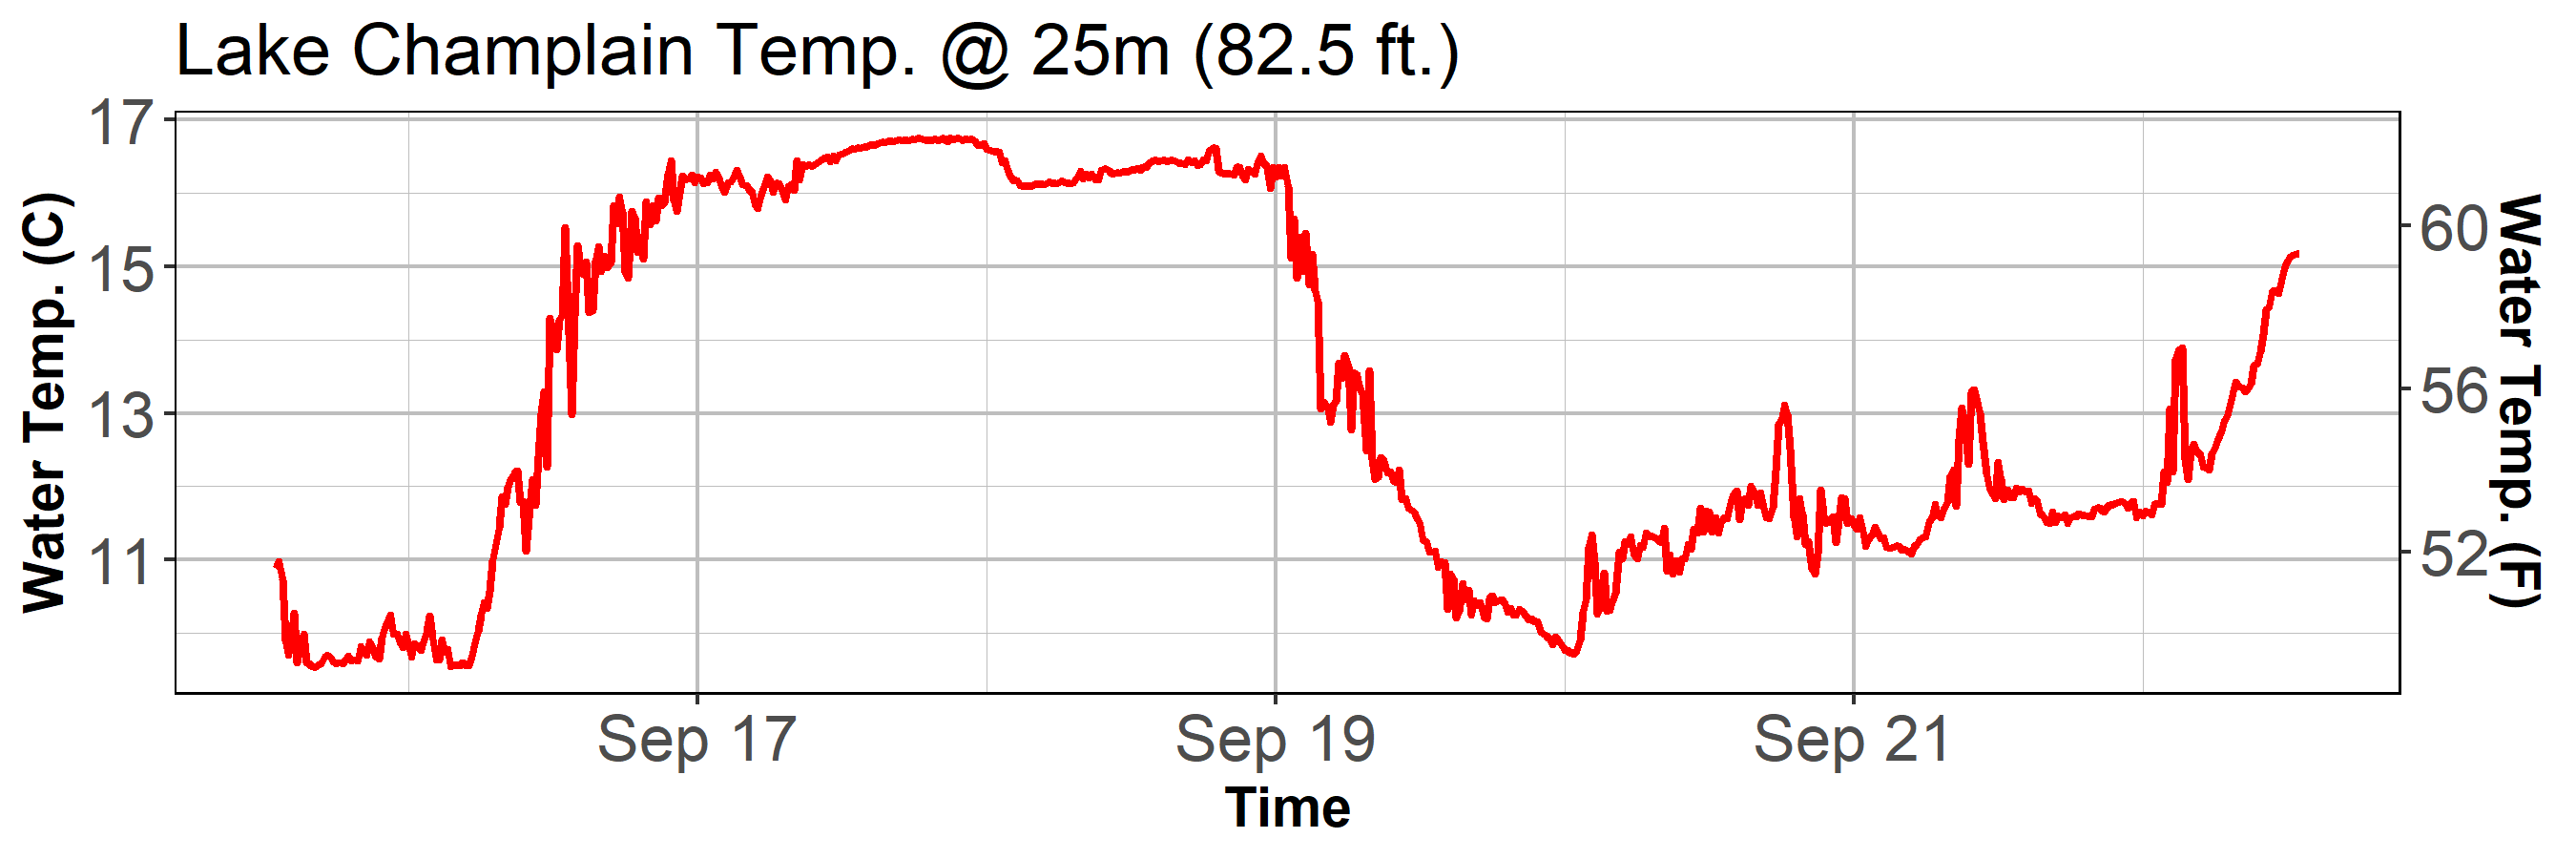 Lake Champlain Temp. @ 25m (82.5 ft.)
Water Temp. (C)
17
15
13
11
60
56
52
Water Temp. (F)
Sep 17
Sep 19
Sep 21
Time